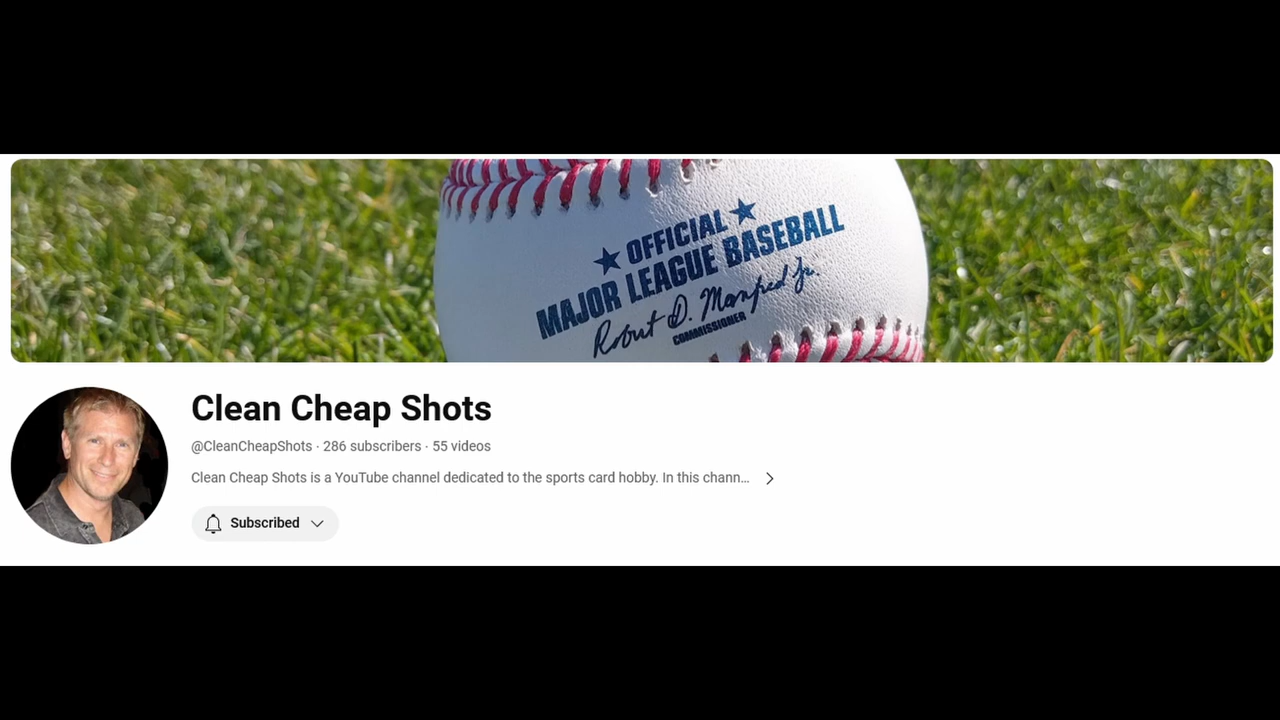 ★ OFFICIAL ★
MAJOR LEAGUE BASEBALL
Robert D. Manfred Jr.
COMMISSIONER
Clean Cheap Shots
@CleanCheapShots · 286 subscribers · 55 videos
Clean Cheap Shots is a YouTube channel dedicated to the sports card hobby. In this chann...
Subscribed